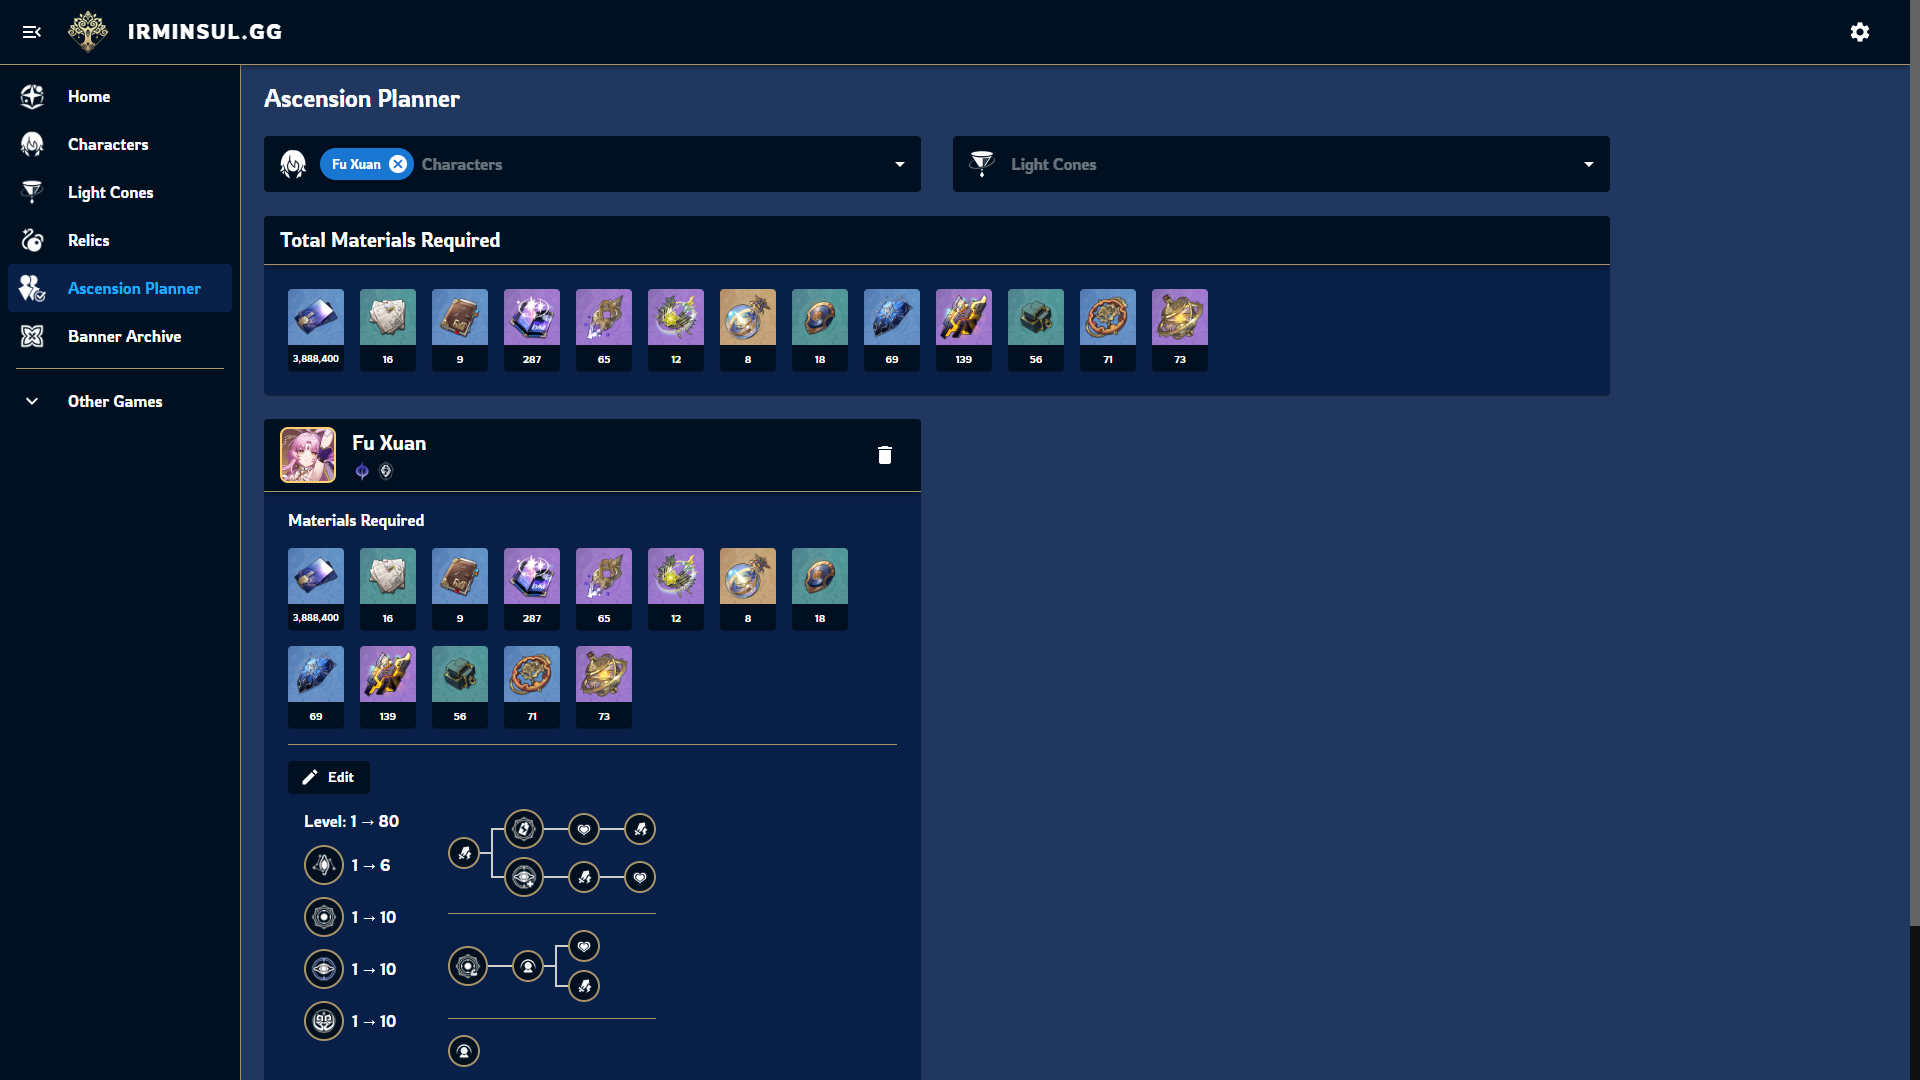 IRMINSUL.GG
Home
Characters
Light Cones
Relics
Ascension Planner
Banner Archive
Other Games
Ascension Planner
Fu Xuan Characters
Light Cones
Total Materials Required
3,888,400 16 9 287 65 12 8 18 69 139 56 71 73
Fu Xuan
Materials Required
3,888,400 16 9 287 65 12 8 18
69 139 56 71 73
Edit
Level: 1 → 80
1 → 6
1 → 10
1 → 10
1 → 10